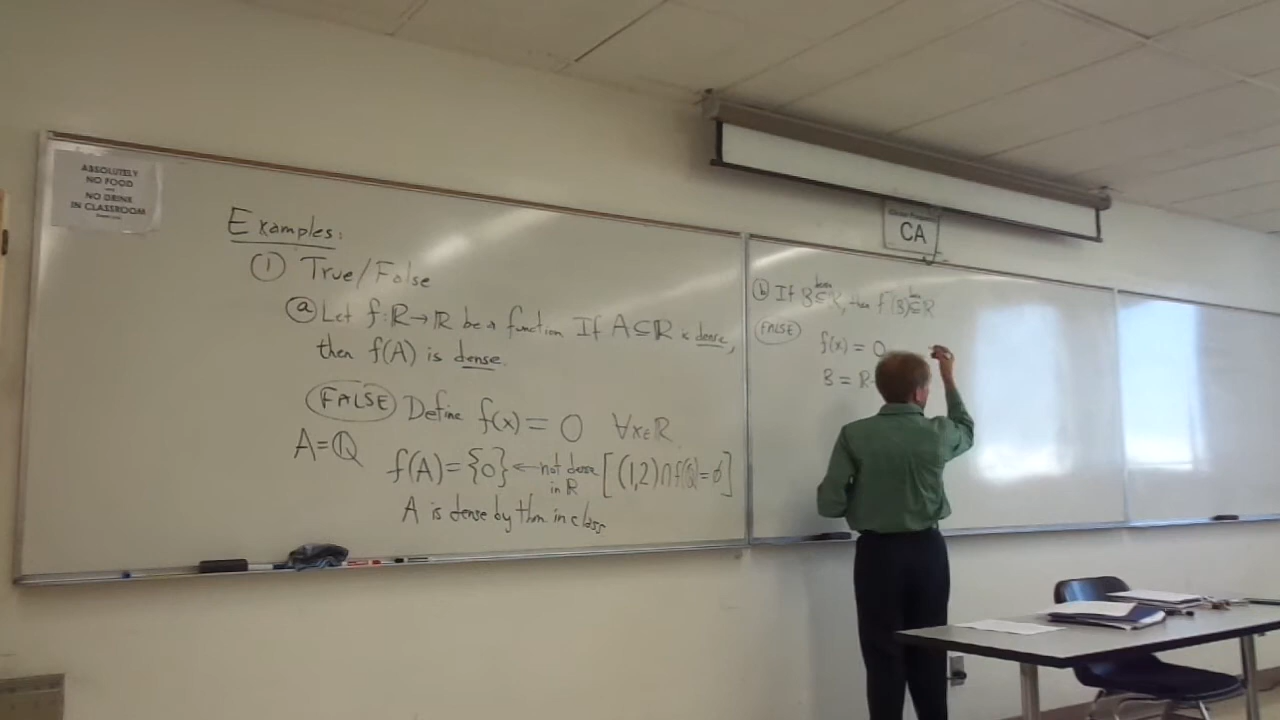 ABSOLUTELY
NO FOOD
NO DRINK
IN CLASSROOM
Examples:
① True/False
ⓐ Let f: ℝ→ℝ be a function If A⊆ℝ is dense,
then f(A) is dense.
FALSE Define f(x) = 0 ∀x∈ℝ
A=ℚ
f(A) = {0} ← not dense in ℝ [(1,2)∩f(ℚ)=∅]
A is dense by thm in class
CA
ⓑ If B⊆ℝ, then f(B)⊆ℝ
FALSE
f(x) = 0
B = ℝ